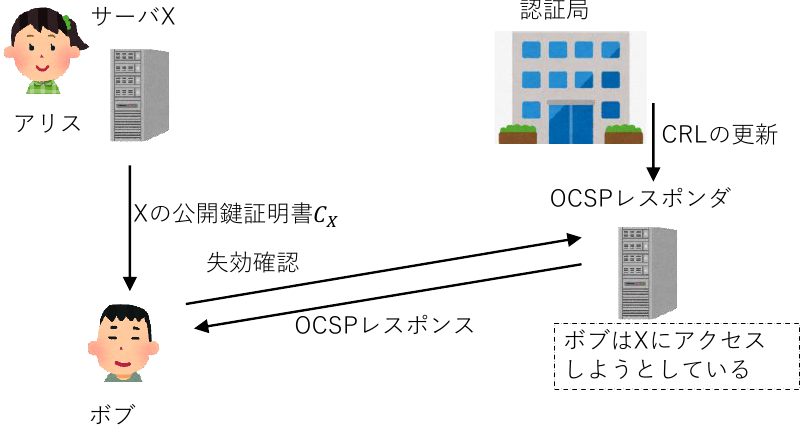 サーバX
認証局
アリス
CRLの更新
OCSPレスポンダ
Xの公開鍵証明書C_X
失効確認
OCSPレスポンス
ボブはXにアクセス
しようとしている
ボブ